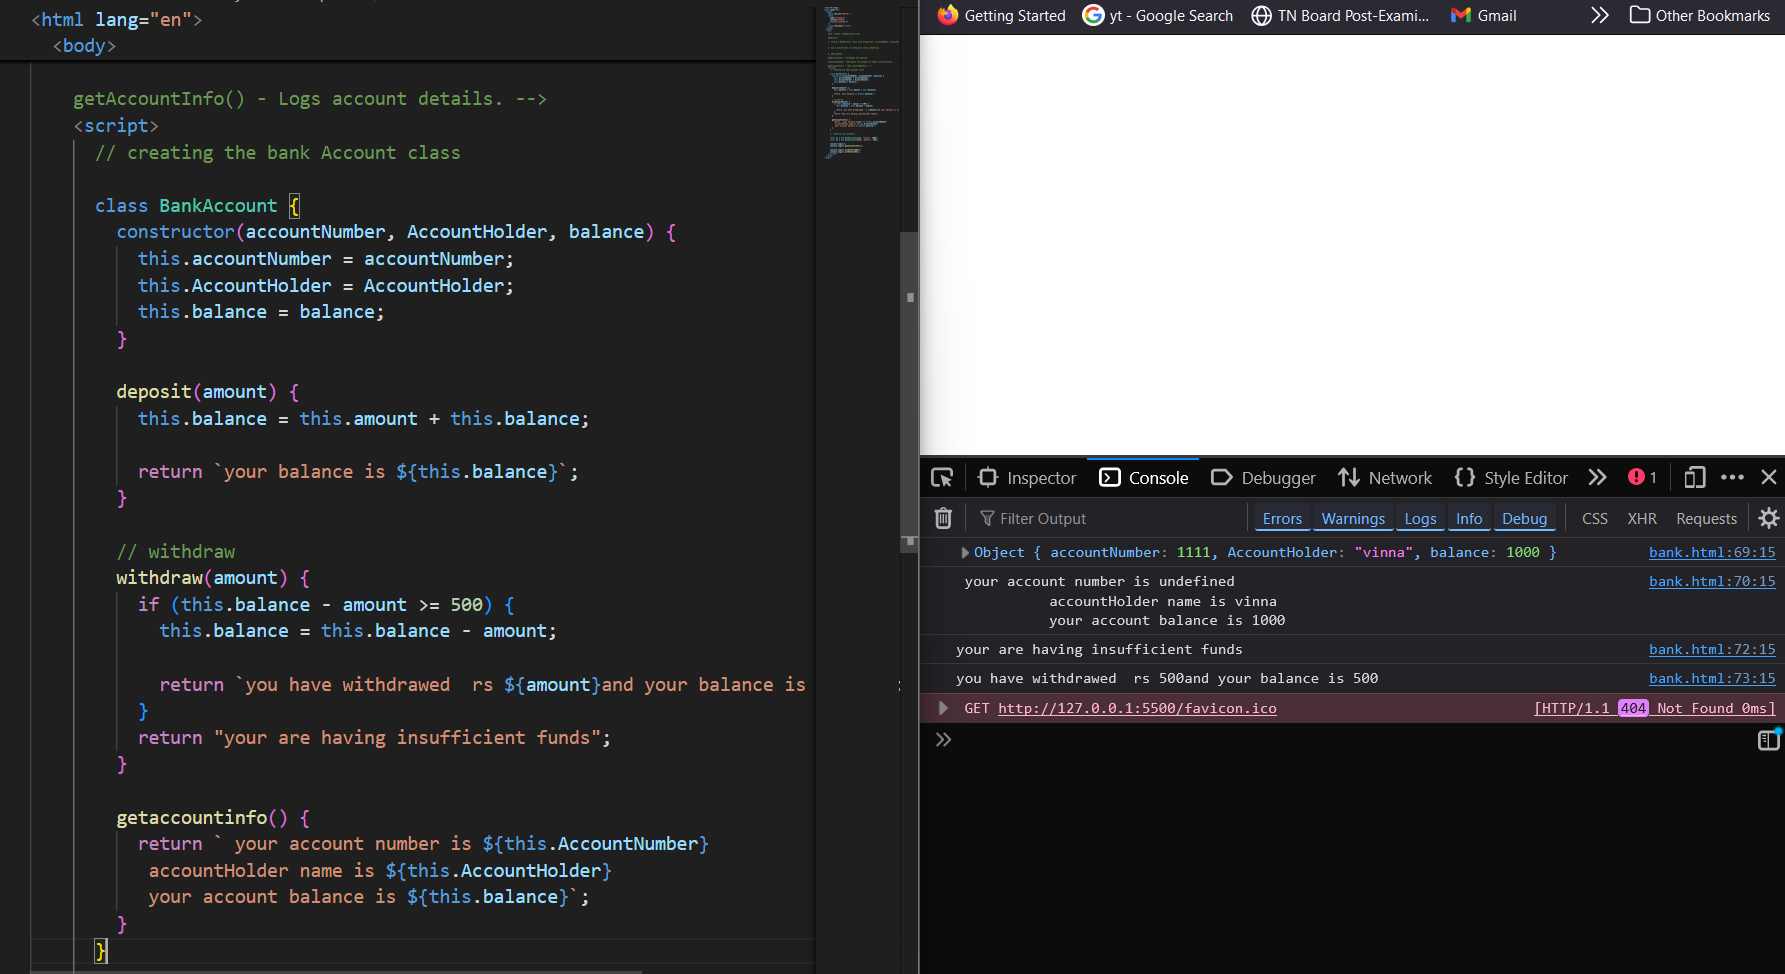 <html lang="en">
<body>
getAccountInfo() - Logs account details. -->
<script>
// creating the bank Account class
class BankAccount {
constructor(accountNumber, AccountHolder, balance) {
this.accountNumber = accountNumber;
this.AccountHolder = AccountHolder;
this.balance = balance;
}
deposit(amount) {
this.balance = this.amount + this.balance;
return `your balance is ${this.balance}`;
}
// withdraw
withdraw(amount) {
if (this.balance - amount >= 500) {
this.balance = this.balance - amount;
return `you have withdrawed  rs ${amount}and your balance is
}
return "your are having insufficient funds";
}
getaccountinfo() {
return ` your account number is ${this.AccountNumber}
accountHolder name is ${this.AccountHolder}
your account balance is ${this.balance}`;
}
}
Getting Started yt - Google Search TN Board Post-Exami... Gmail Other Bookmarks
Inspector Console Debugger Network {} Style Editor 1
Filter Output Errors Warnings Logs Info Debug CSS XHR Requests
Object { accountNumber: 1111, AccountHolder: "vinna", balance: 1000 } bank.html:69:15
your account number is undefined bank.html:70:15
accountHolder name is vinna
your account balance is 1000
your are having insufficient funds bank.html:72:15
you have withdrawed  rs 500and your balance is 500 bank.html:73:15
GET http://127.0.0.1:5500/favicon.ico [HTTP/1.1 404 Not Found 0ms]